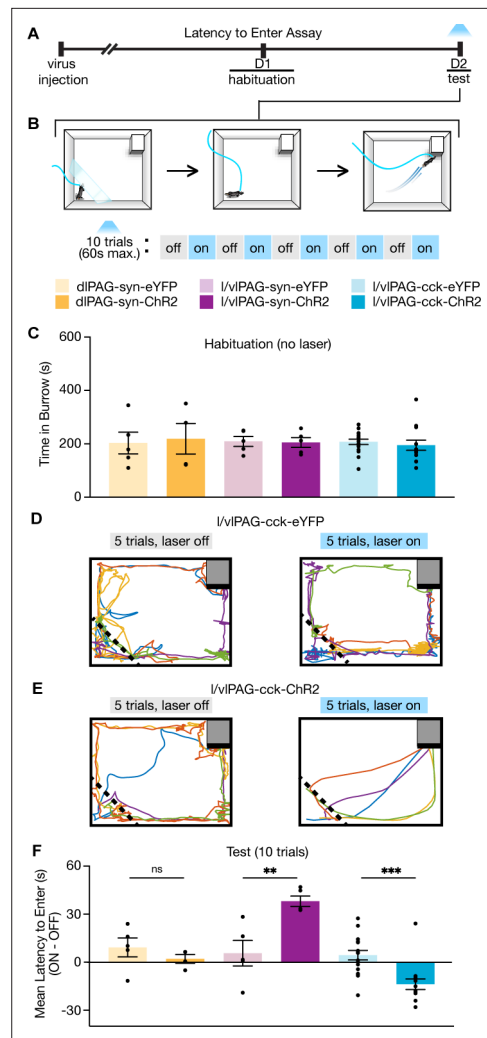 A
Latency to Enter Assay
virus
injection
D1
habituation
D2
test
B
10 trials
(60s max.)
:
off on off on off on off on off on
dlPAG-syn-eYFP l/vlPAG-syn-eYFP l/vlPAG-cck-eYFP
dlPAG-syn-ChR2 l/vlPAG-syn-ChR2 l/vlPAG-cck-ChR2
C
Habituation (no laser)
Time in Burrow (s)
600
400
200
0
D
l/vlPAG-cck-eYFP
5 trials, laser off 5 trials, laser on
E
l/vlPAG-cck-ChR2
5 trials, laser off 5 trials, laser on
F
Test (10 trials)
Mean Latency to Enter (s)
(ON - OFF)
60
30
0
-30
ns ** ***